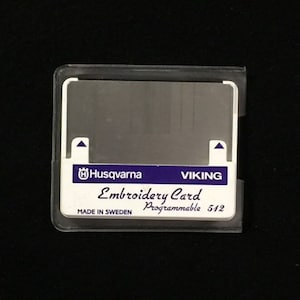 Husqvarna VIKING
Embroidery Card
Programmable 512
MADE IN SWEDEN